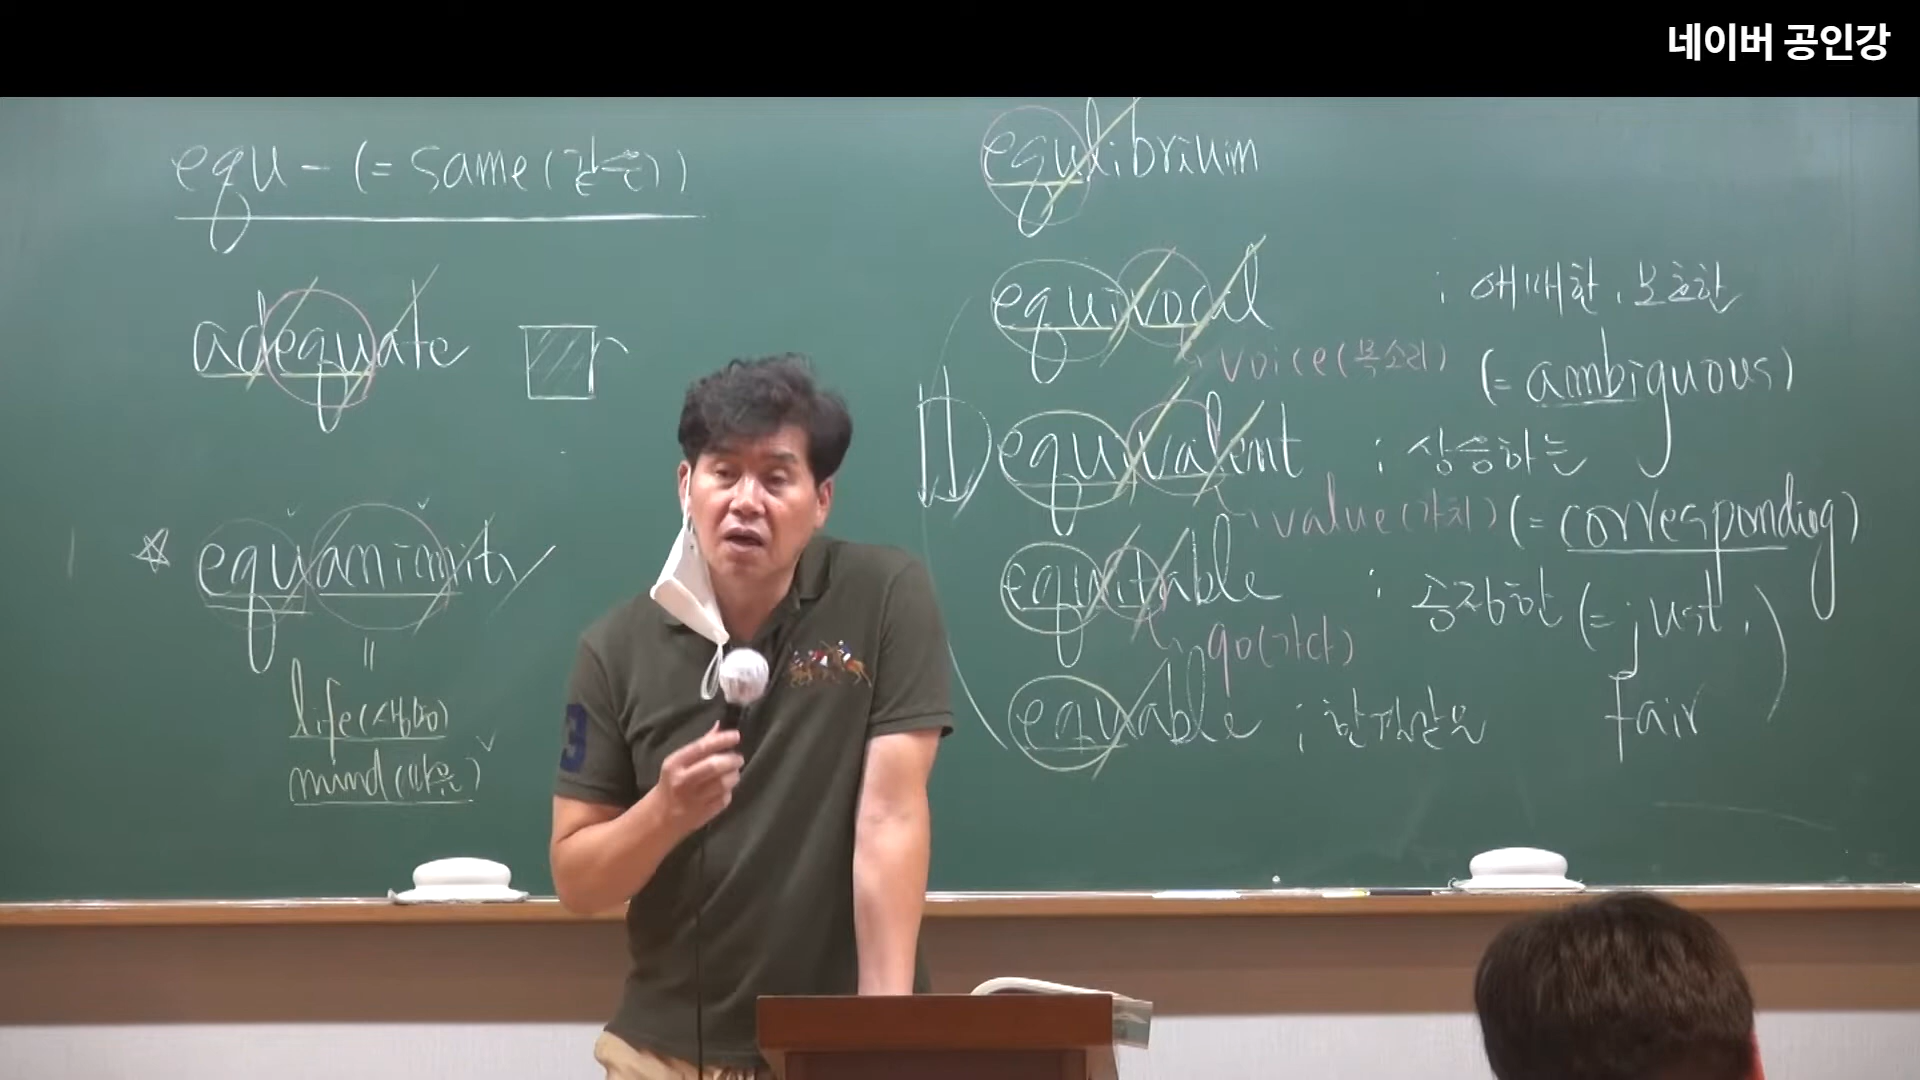 네이버 공인강
equ - (= same (같은))
adequate
equanimity
=
life (생명)
mind (마음)
equlibrium
equivocal ; 애매한, 모호한
voice (목소리) (= ambiguous)
equivalent ; 상응하는
value (가치) (= corresponding)
equitable ; 공정한 (= just,
go (가다)
fair)
equable ; 한결같은
3